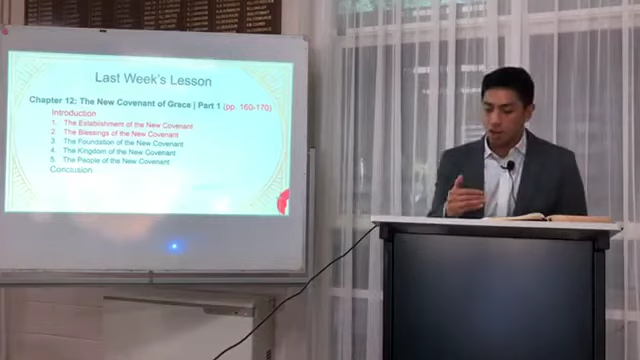 Last Week's Lesson
Chapter 12: The New Covenant of Grace | Part 1 (pp. 160-170)
Introduction
1. The Establishment of the New Covenant
2. The Blessings of the New Covenant
3. The Foundation of the New Covenant
4. The Kingdom of the New Covenant
5. The People of the New Covenant
Conclusion